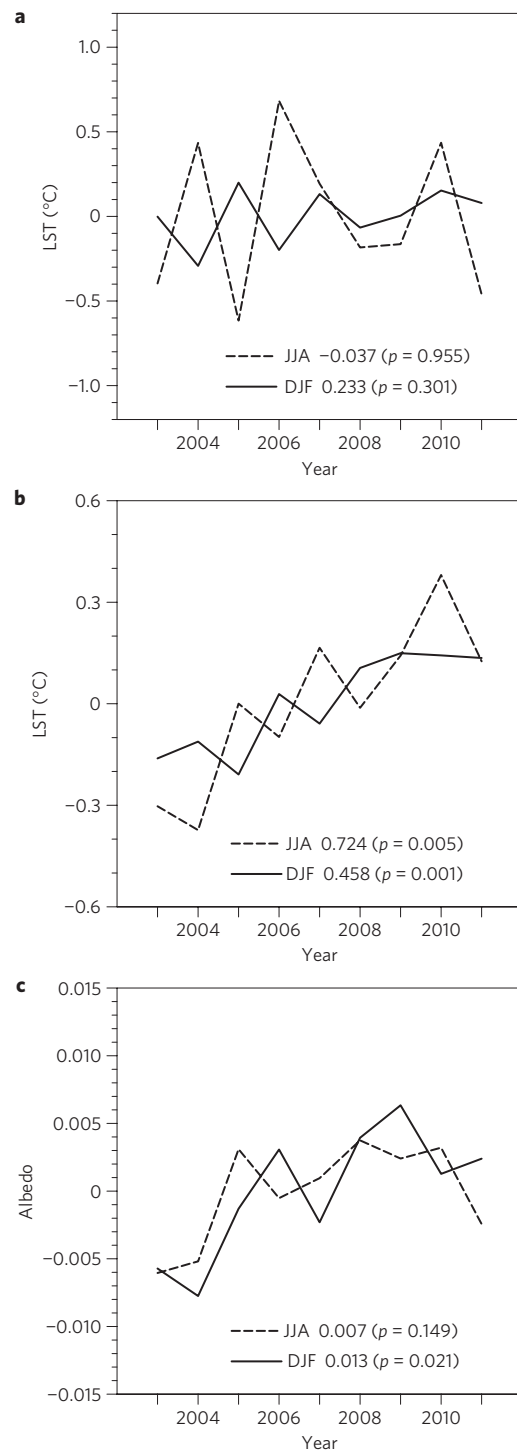 a
1.0
0.5
0
−0.5
−1.0
LST (°C)
JJA −0.037 (p = 0.955)
DJF 0.233 (p = 0.301)
2004 2006 2008 2010
Year
b
0.6
0.3
0
−0.3
−0.6
LST (°C)
JJA 0.724 (p = 0.005)
DJF 0.458 (p = 0.001)
2004 2006 2008 2010
Year
c
0.015
0.010
0.005
0
−0.005
−0.010
−0.015
Albedo
JJA 0.007 (p = 0.149)
DJF 0.013 (p = 0.021)
2004 2006 2008 2010
Year